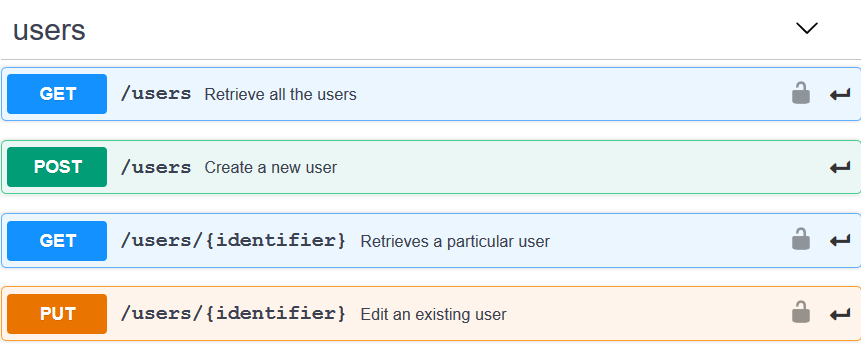 users
GET /users Retrieve all the users
POST /users Create a new user
GET /users/{identifier} Retrieves a particular user
PUT /users/{identifier} Edit an existing user